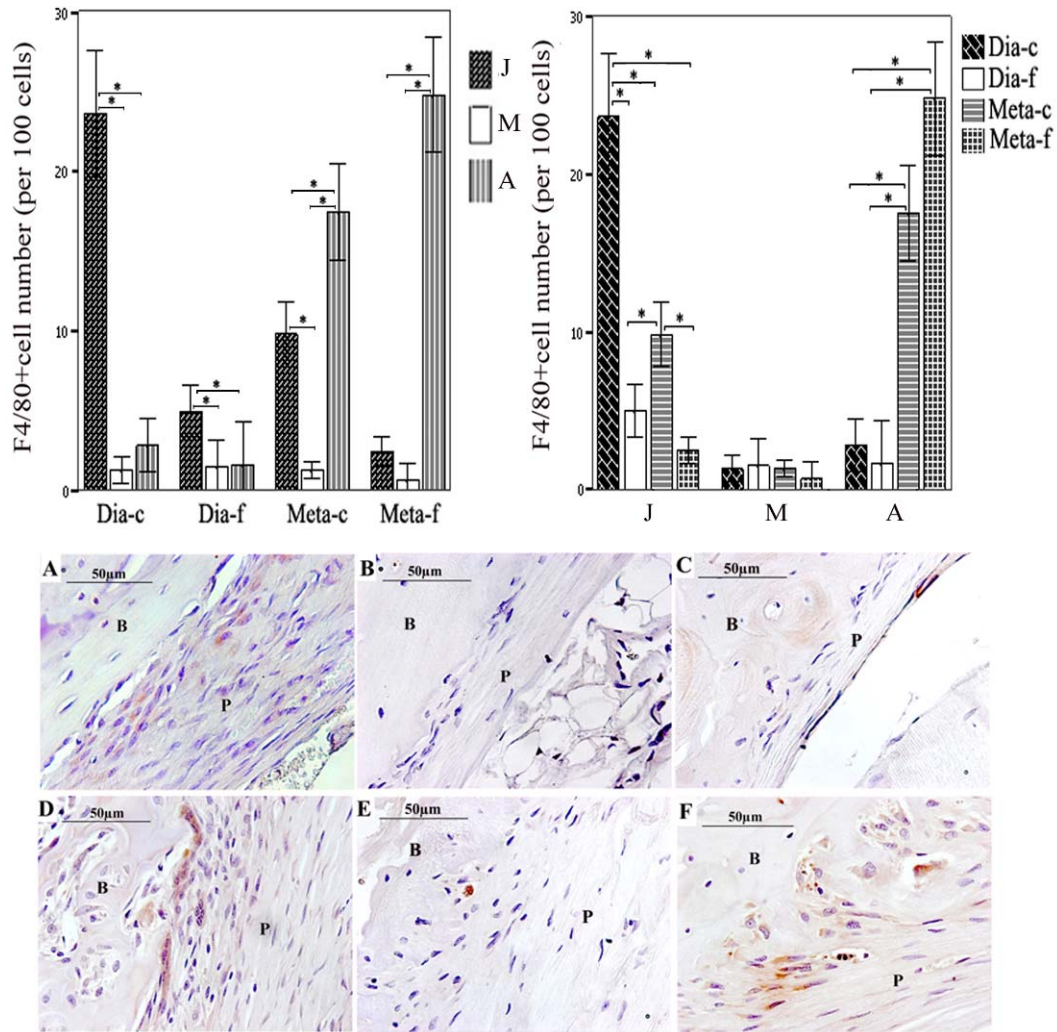 F4/80+cell number (per 100 cells)
30
20
10
0
* * * * * * * * *
Dia-c Dia-f Meta-c Meta-f
J
M
A
F4/80+cell number (per 100 cells)
30
20
10
0
* * * * * * * * *
J M A
Dia-c
Dia-f
Meta-c
Meta-f
A 50µm B P
B 50µm B P
C 50µm B P
D 50µm B P
E 50µm B P
F 50µm B P